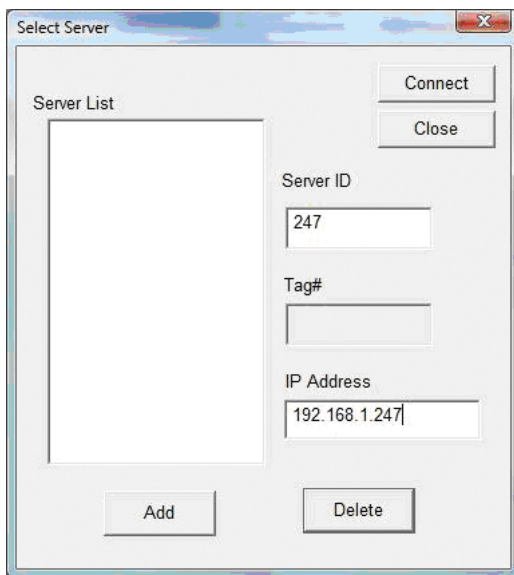 Select Server
Connect
Server List
Close
Server ID
247
Tag#
IP Address
192.168.1.247
Add
Delete